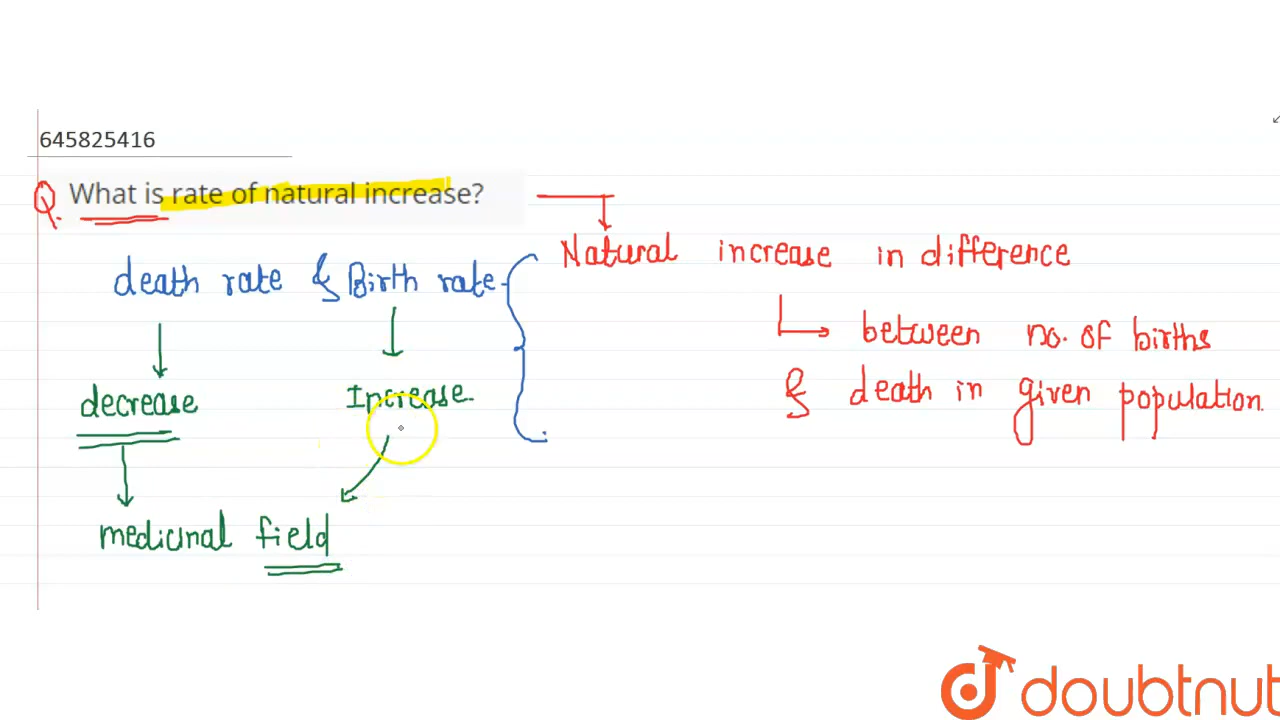 645825416
Q. What is rate of natural increase?
Natural increase in difference
between no. of births
& death in given population.
death rate & Birth rate
decrease
Increase
medicinal field
doubtnut